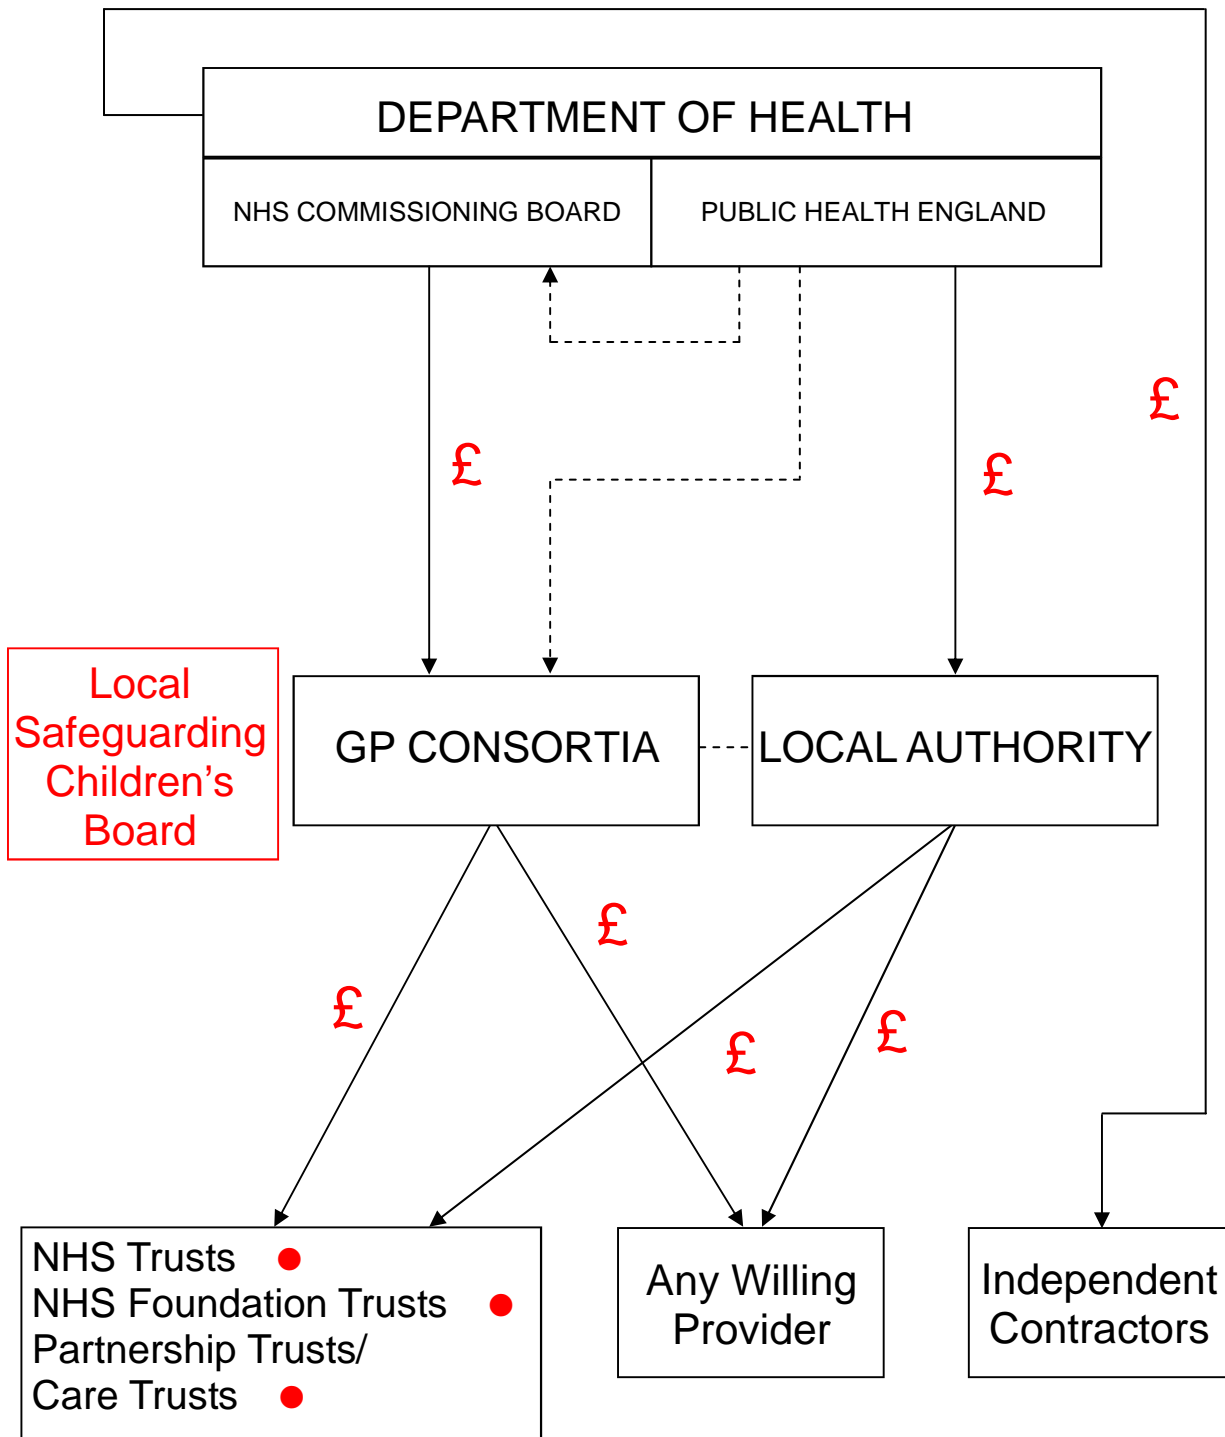 DEPARTMENT OF HEALTH
NHS COMMISSIONING BOARD
PUBLIC HEALTH ENGLAND
£
£
£
Local
Safeguarding
Children’s
Board
GP CONSORTIA
LOCAL AUTHORITY
£
£
£
£
NHS Trusts ●
NHS Foundation Trusts ●
Partnership Trusts/
Care Trusts ●
Any Willing
Provider
Independent
Contractors